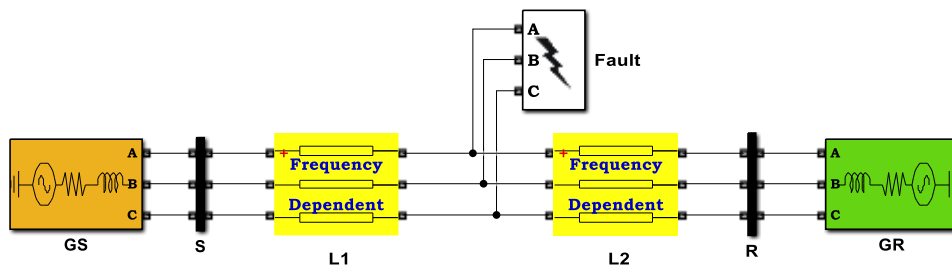 A
B
C
Fault
A
B
C
GS
S
+
Frequency
Dependent
L1
+
Frequency
Dependent
L2
R
A
B
C
GR